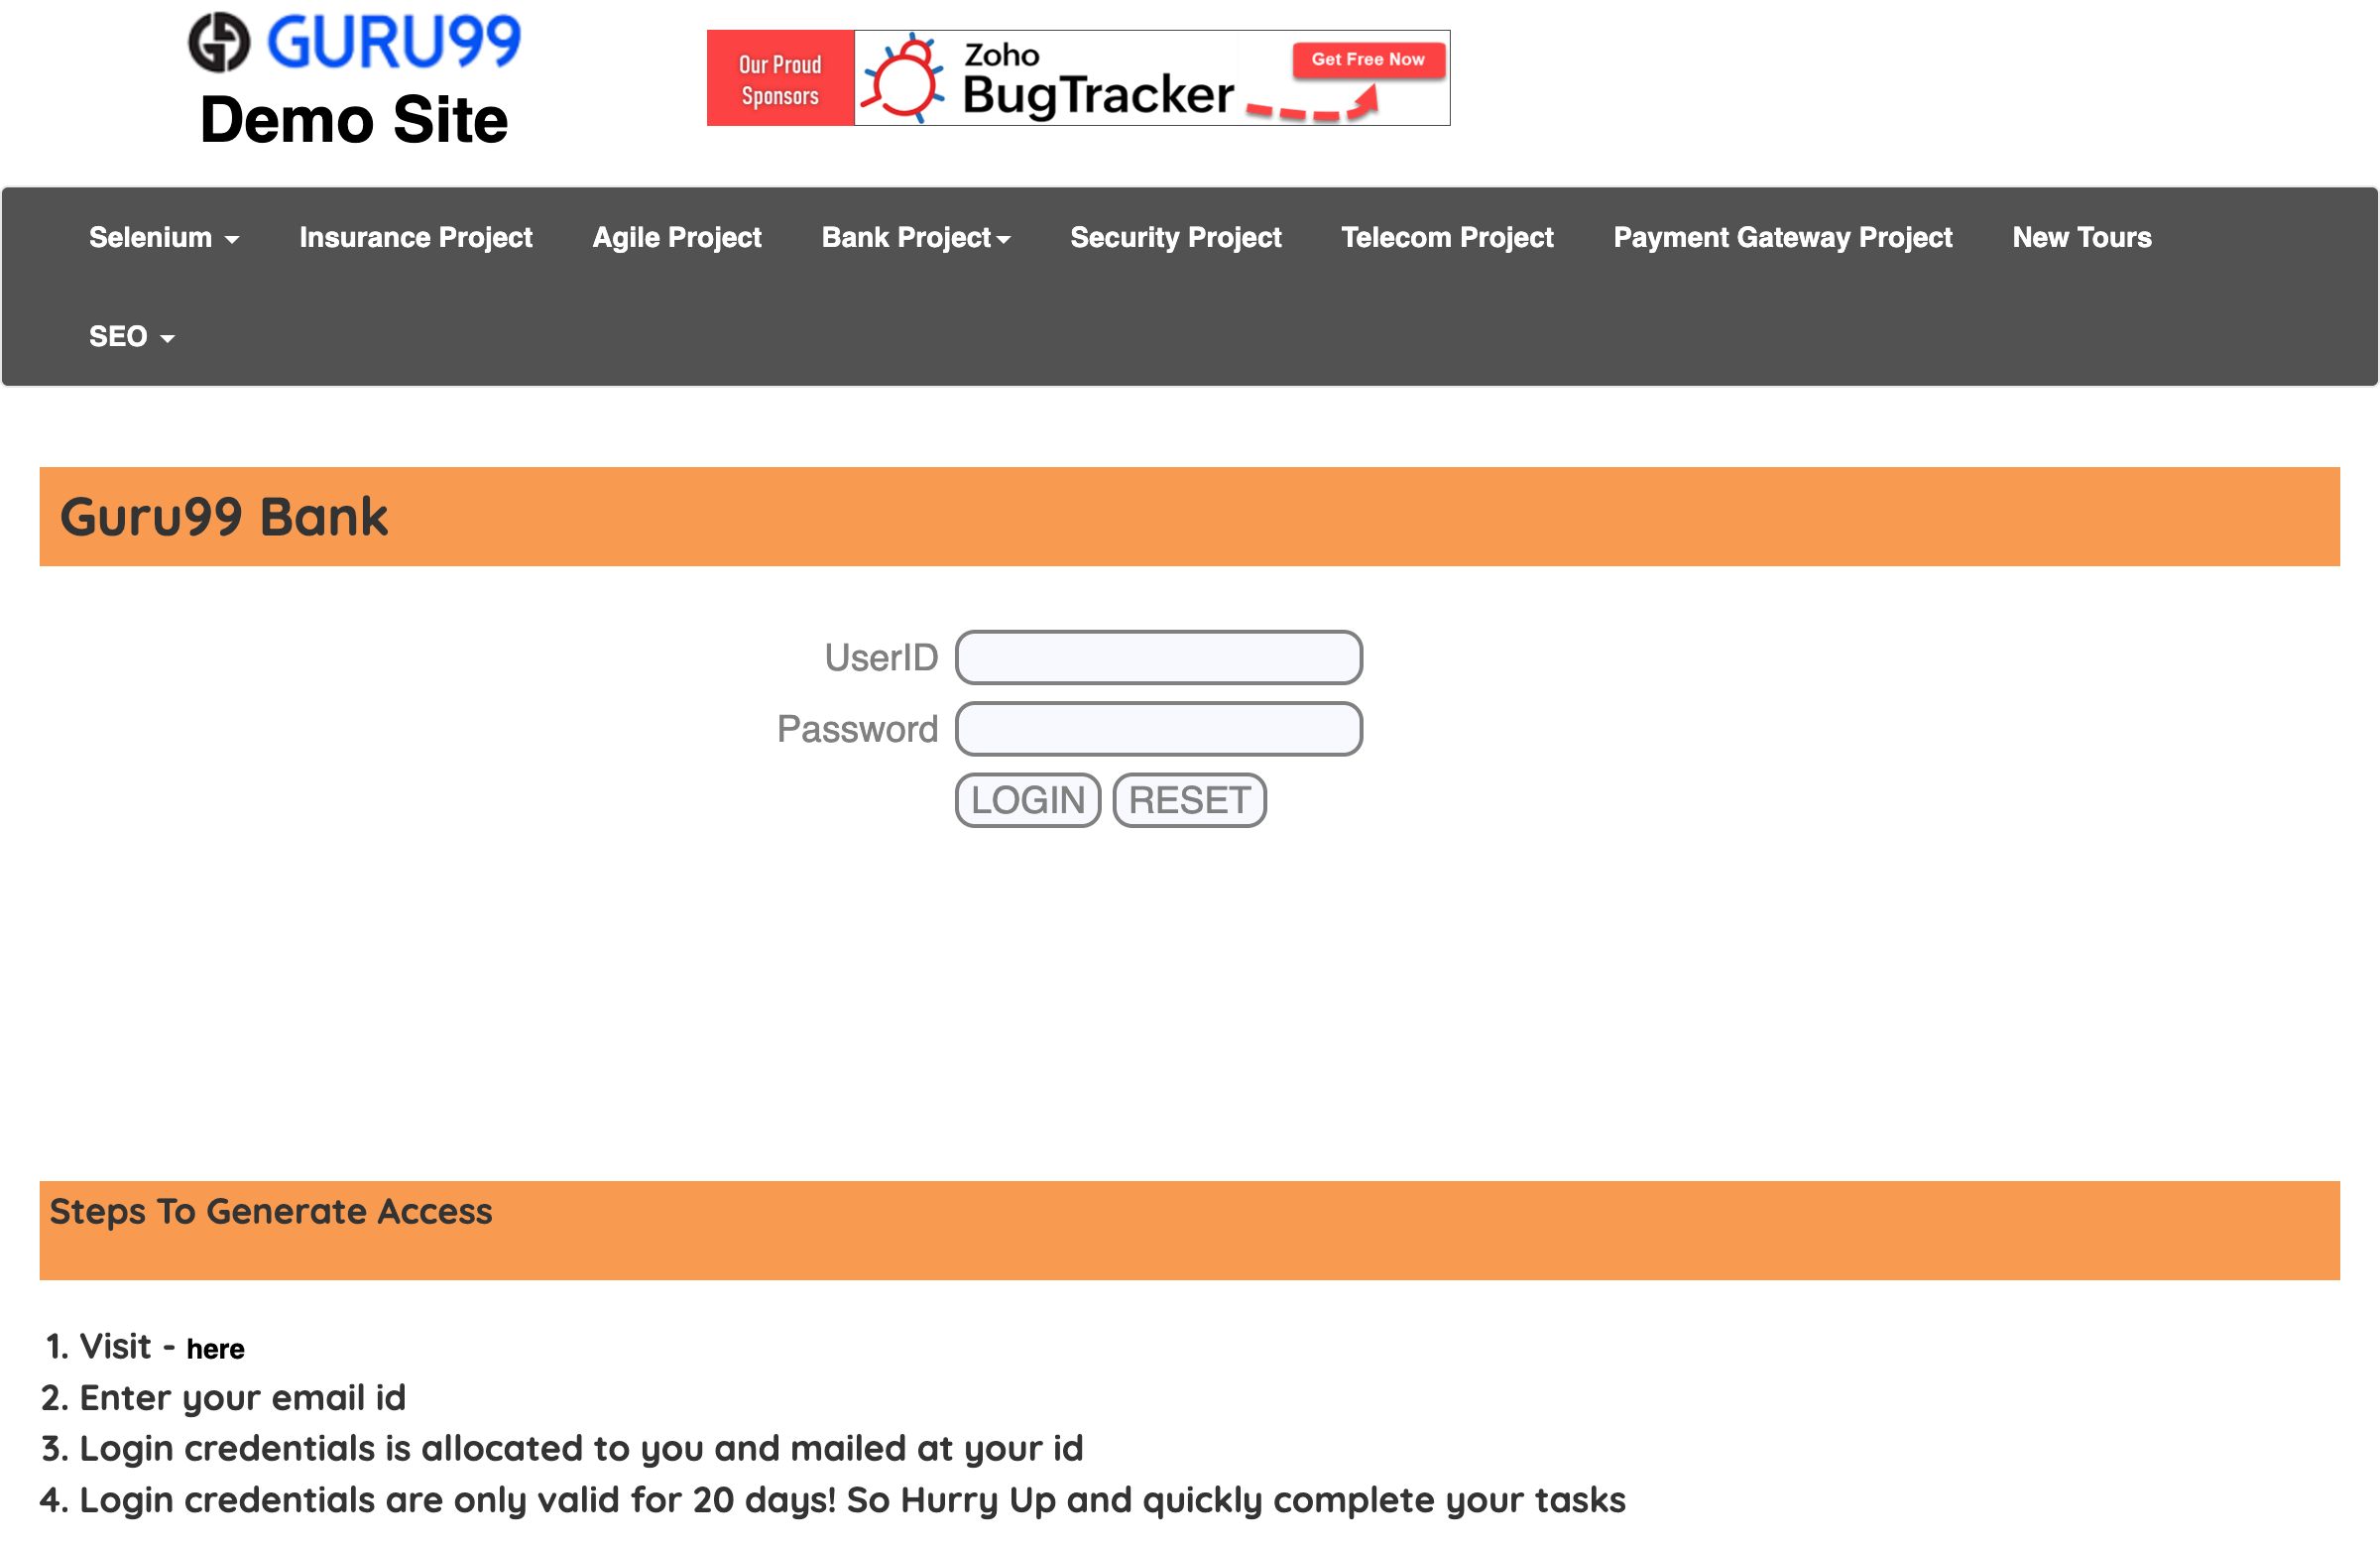 GURU99
Demo Site
Our Proud
Sponsors
Zoho
BugTracker
Get Free Now
Selenium Insurance Project Agile Project Bank Project Security Project Telecom Project Payment Gateway Project New Tours
SEO
Guru99 Bank
UserID
Password
LOGIN RESET
Steps To Generate Access
1. Visit - here
2. Enter your email id
3. Login credentials is allocated to you and mailed at your id
4. Login credentials are only valid for 20 days! So Hurry Up and quickly complete your tasks